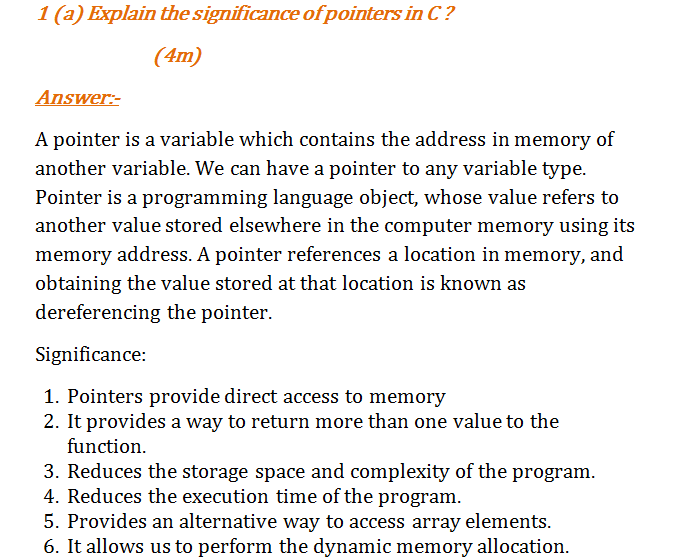 1 (a) Explain the significance of pointers in C ?
(4m)
Answer:-
A pointer is a variable which contains the address in memory of
another variable. We can have a pointer to any variable type.
Pointer is a programming language object, whose value refers to
another value stored elsewhere in the computer memory using its
memory address. A pointer references a location in memory, and
obtaining the value stored at that location is known as
dereferencing the pointer.
Significance:
1. Pointers provide direct access to memory
2. It provides a way to return more than one value to the
function.
3. Reduces the storage space and complexity of the program.
4. Reduces the execution time of the program.
5. Provides an alternative way to access array elements.
6. It allows us to perform the dynamic memory allocation.